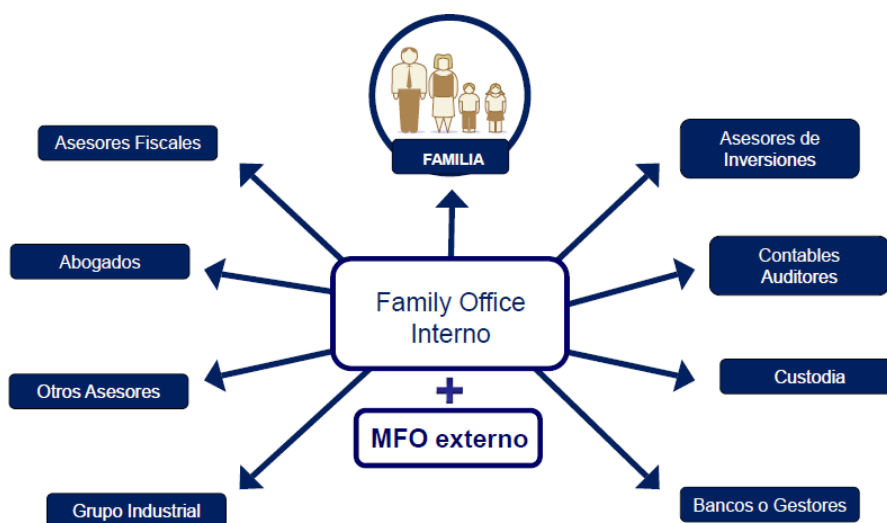 FAMILIA
Asesores Fiscales
Asesores de
Inversiones
Abogados
Contables
Auditores
Family Office
Interno
Otros Asesores
Custodia
+
MFO externo
Grupo Industrial
Bancos o Gestores